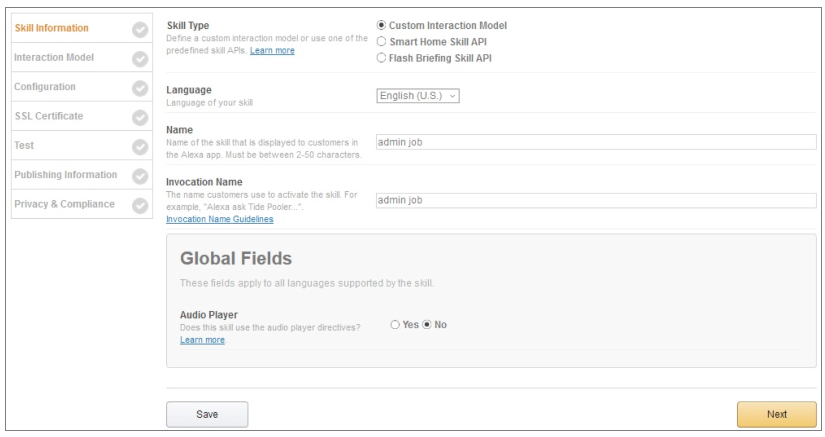 Skill Information
Interaction Model
Configuration
SSL Certificate
Test
Publishing Information
Privacy & Compliance
Skill Type
Define a custom interaction model or use one of the
predefined skill APIs. Learn more
Custom Interaction Model
Smart Home Skill API
Flash Briefing Skill API
Language
Language of your skill
English (U.S.)
Name
Name of the skill that is displayed to customers in
the Alexa app. Must be between 2-50 characters.
admin job
Invocation Name
The name customers use to activate the skill. For
example, "Alexa ask Tide Pooler...".
Invocation Name Guidelines
admin job
Global Fields
These fields apply to all languages supported by the skill.
Audio Player
Does this skill use the audio player directives?
Learn more
Yes No
Save
Next